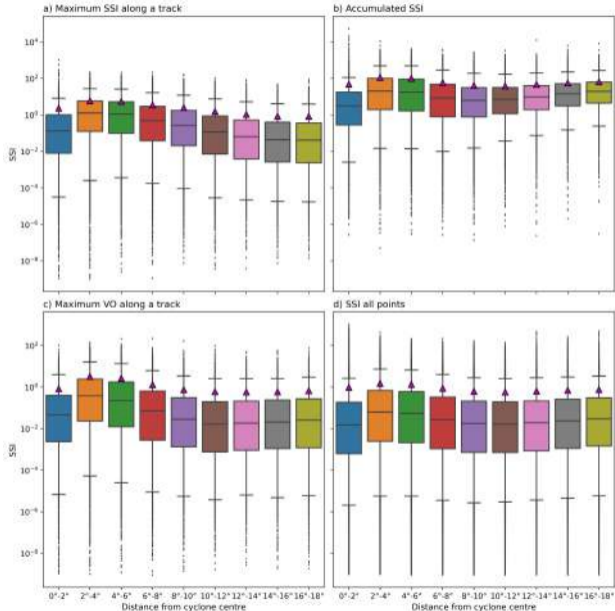 a) Maximum SSI along a track
b) Accumulated SSI
10⁴
10²
10⁰
10⁻²
10⁻⁴
10⁻⁶
10⁻⁸
SSI
c) Maximum VO along a track
d) SSI all points
10²
10⁰
10⁻²
10⁻⁴
10⁻⁶
10⁻⁸
SSI
0°-2° 2°-4° 4°-6° 6°-8° 8°-10° 10°-12° 12°-14° 14°-16° 16°-18°
0°-2° 2°-4° 4°-6° 6°-8° 8°-10° 10°-12° 12°-14° 14°-16° 16°-18°
Distance from cyclone centre
Distance from cyclone centre